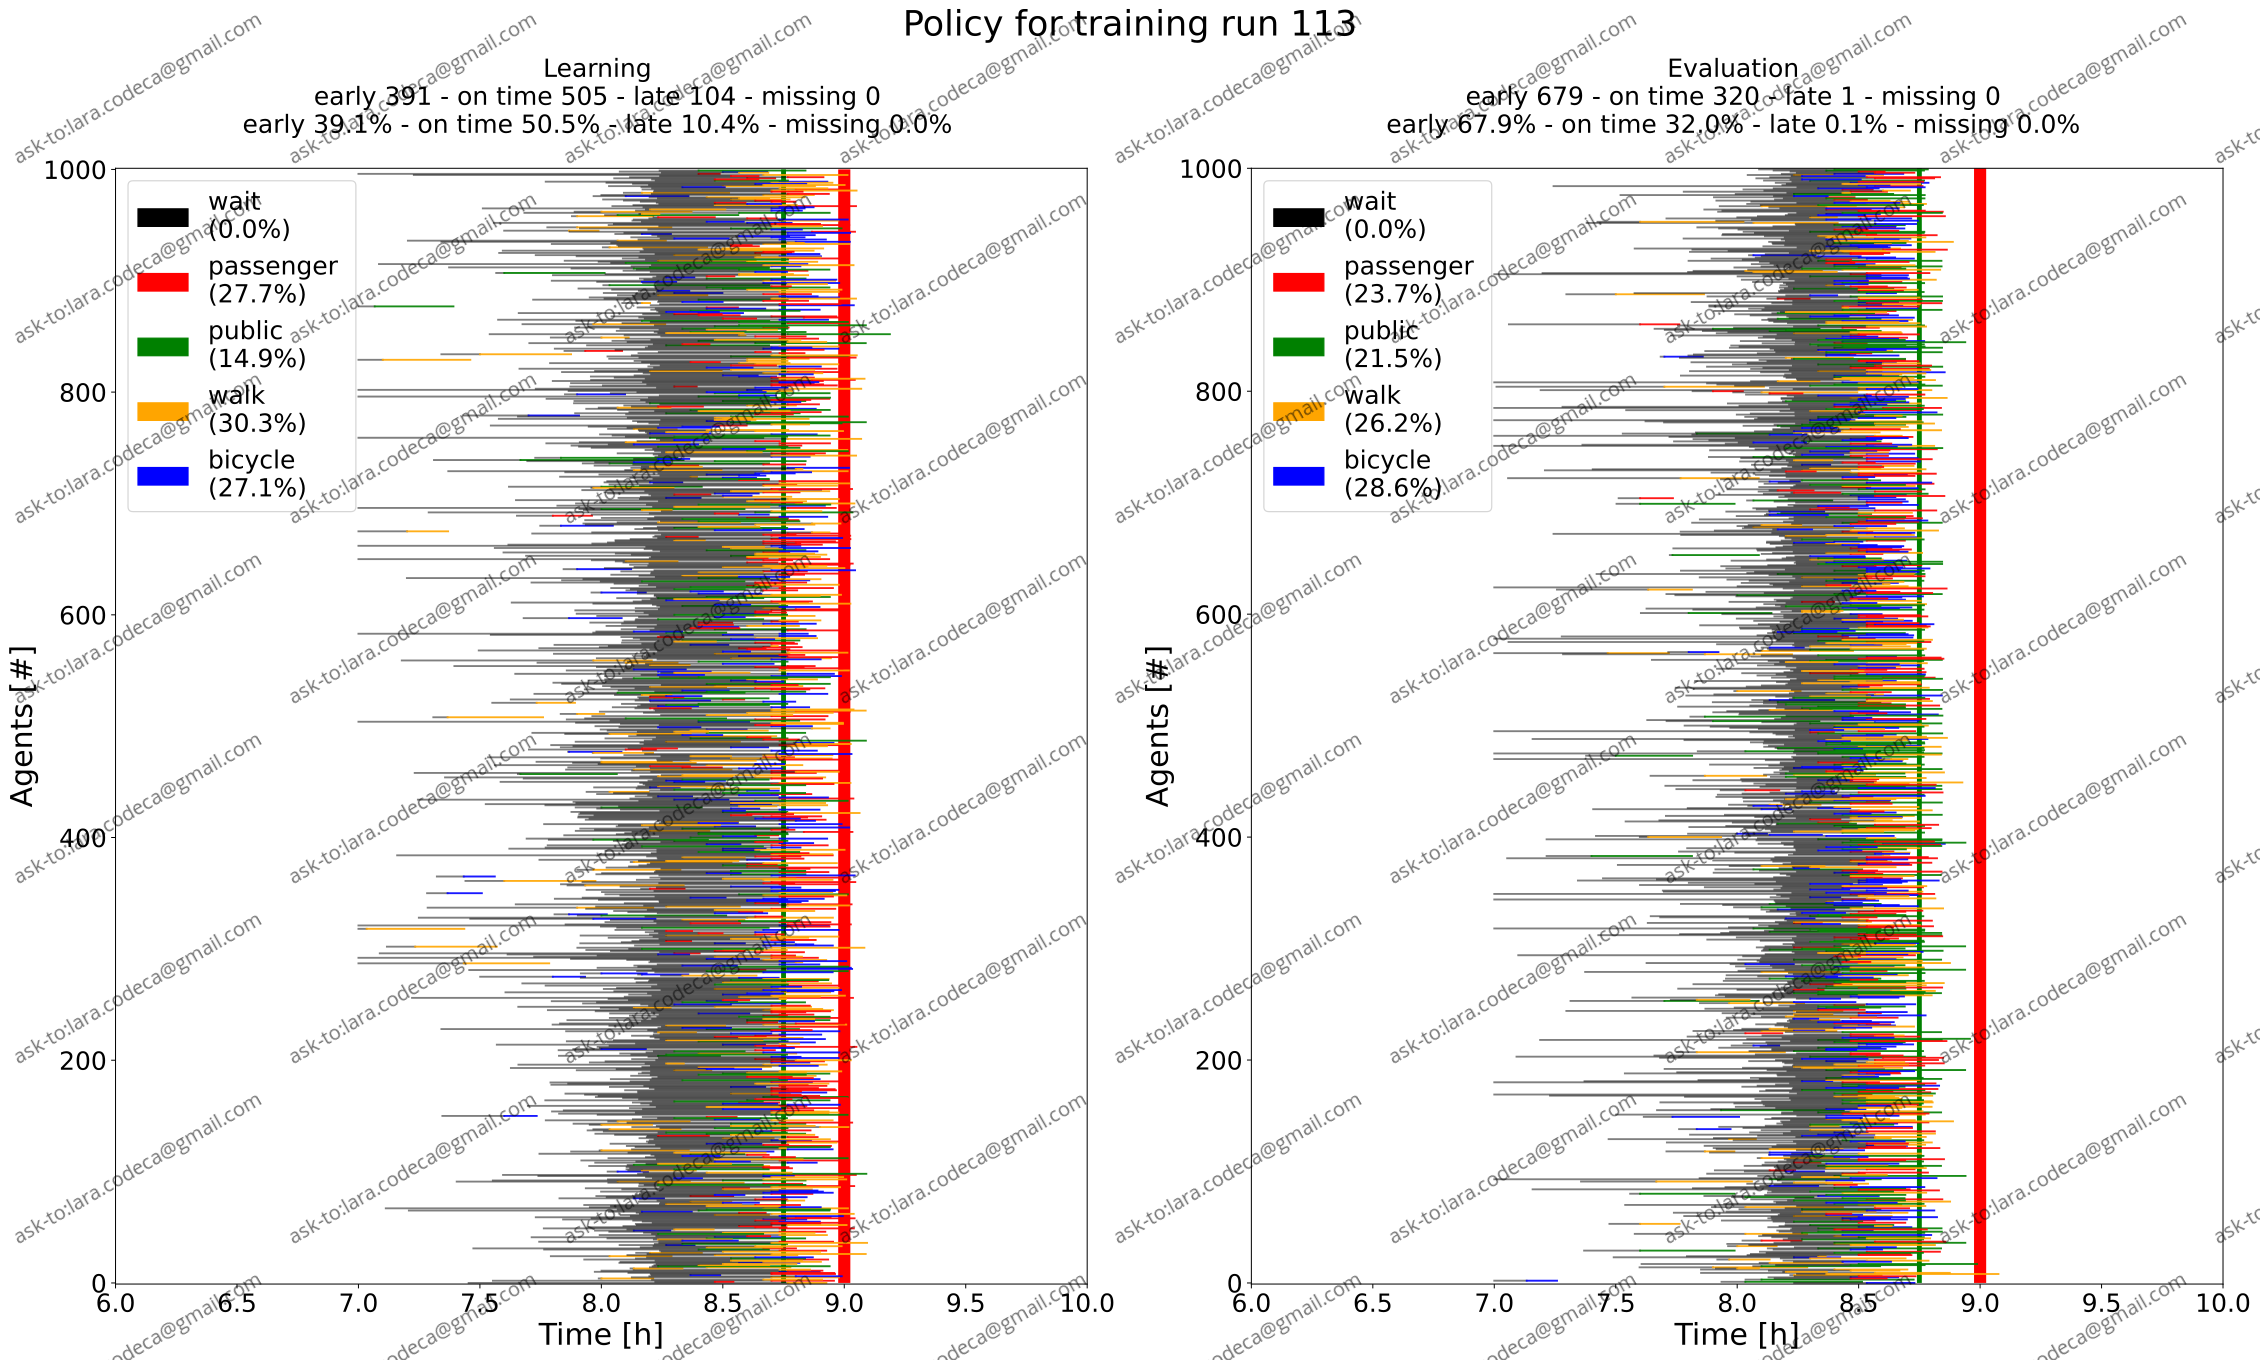 Policy for training run 113
Learning
early 391 - on time 505 - late 104 - missing 0
early 39.1% - on time 50.5% - late 10.4% - missing 0.0%
1000
800
600
400
200
0
Agents [#]
wait
(0.0%)
passenger
(27.7%)
public
(14.9%)
walk
(30.3%)
bicycle
(27.1%)
6.0 6.5 7.0 7.5 8.0 8.5 9.0 9.5 10.0
Time [h]
Evaluation
early 679 - on time 320 - late 1 - missing 0
early 67.9% - on time 32.0% - late 0.1% - missing 0.0%
1000
800
600
400
200
0
Agents [#]
wait
(0.0%)
passenger
(23.7%)
public
(21.5%)
walk
(26.2%)
bicycle
(28.6%)
6.0 6.5 7.0 7.5 8.0 8.5 9.0 9.5 10.0
Time [h]
ask-to:lara.codeca@gmail.com